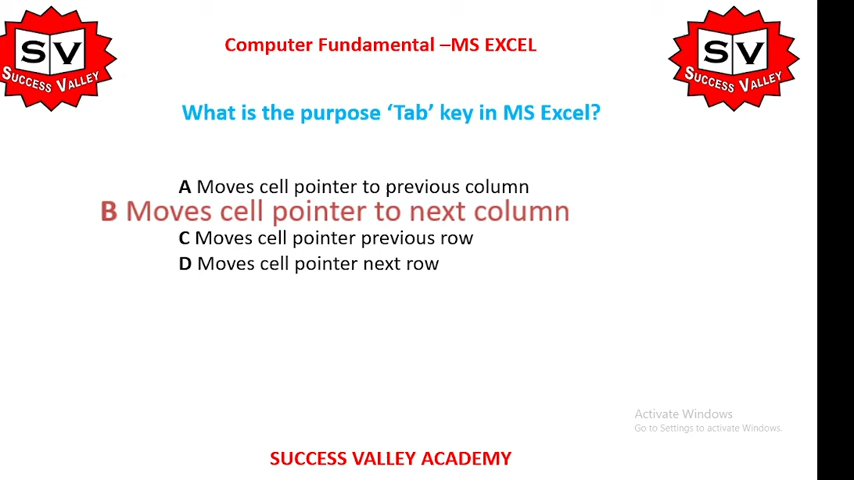 SV
SUCCESS VALLEY
SV
SUCCESS VALLEY
Computer Fundamental –MS EXCEL
What is the purpose ‘Tab’ key in MS Excel?
A Moves cell pointer to previous column
B Moves cell pointer to next column
C Moves cell pointer previous row
D Moves cell pointer next row
Activate Windows
Go to Settings to activate Windows.
SUCCESS VALLEY ACADEMY